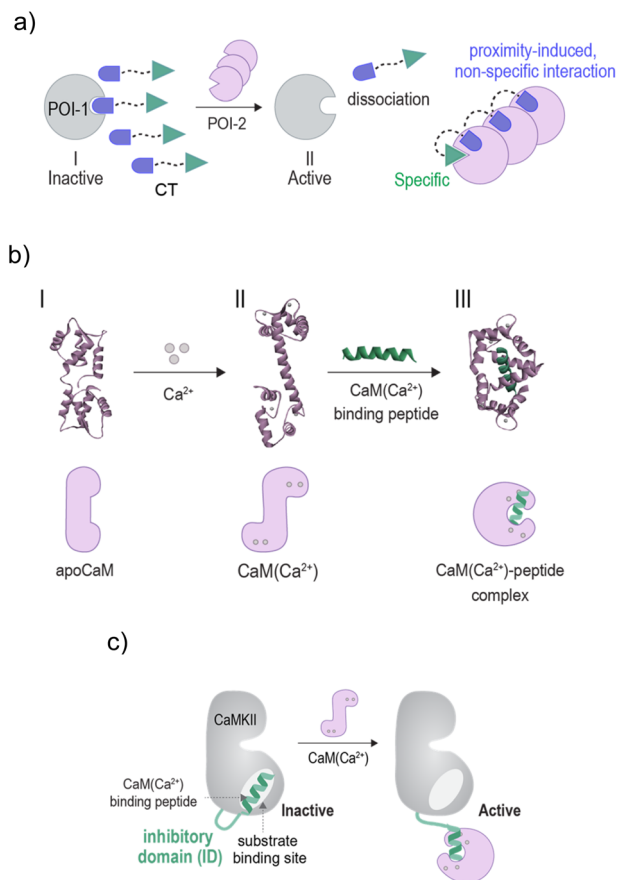 a)
proximity-induced,
non-specific interaction
POI-1
POI-2
dissociation
I
Inactive
CT
II
Active
Specific
b)
I
II
III
Ca²⁺
CaM(Ca²⁺)
binding peptide
apoCaM
CaM(Ca²⁺)
CaM(Ca²⁺)-peptide
complex
c)
CaMKII
CaM(Ca²⁺)
CaM(Ca²⁺)
binding peptide
Inactive
Active
inhibitory
domain (ID)
substrate
binding site